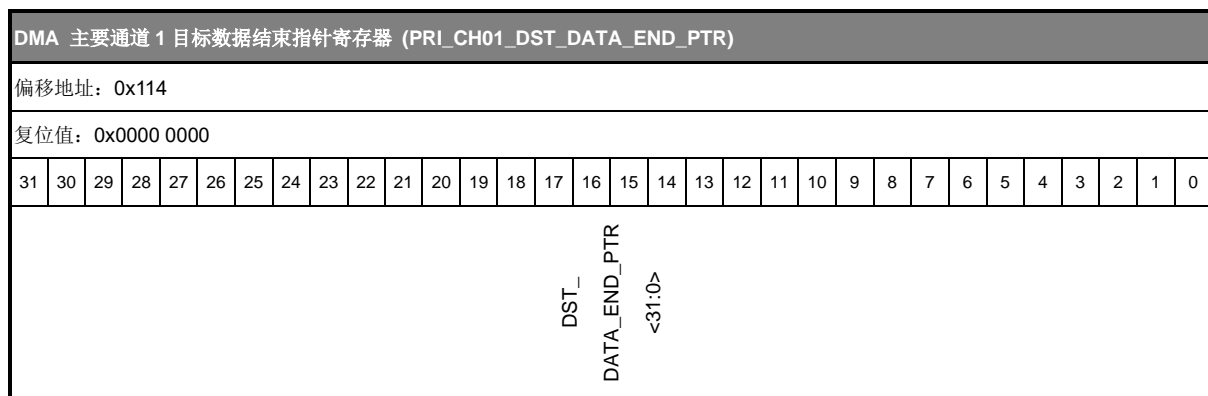 DMA 主要通道 1 目标数据结束指针寄存器 (PRI_CH01_DST_DATA_END_PTR)
偏移地址：0x114
复位值：0x0000 0000
31 30 29 28 27 26 25 24 23 22 21 20 19 18 17 16 15 14 13 12 11 10 9 8 7 6 5 4 3 2 1 0
DST_
DATA_END_PTR
<31:0>